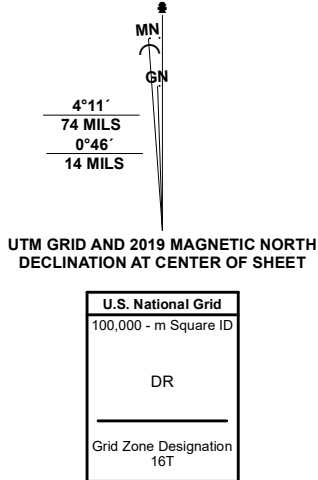 MN
GN
4°11´
74 MILS
0°46´
14 MILS
UTM GRID AND 2019 MAGNETIC NORTH
DECLINATION AT CENTER OF SHEET
U.S. National Grid
100,000 - m Square ID
DR
Grid Zone Designation
16T